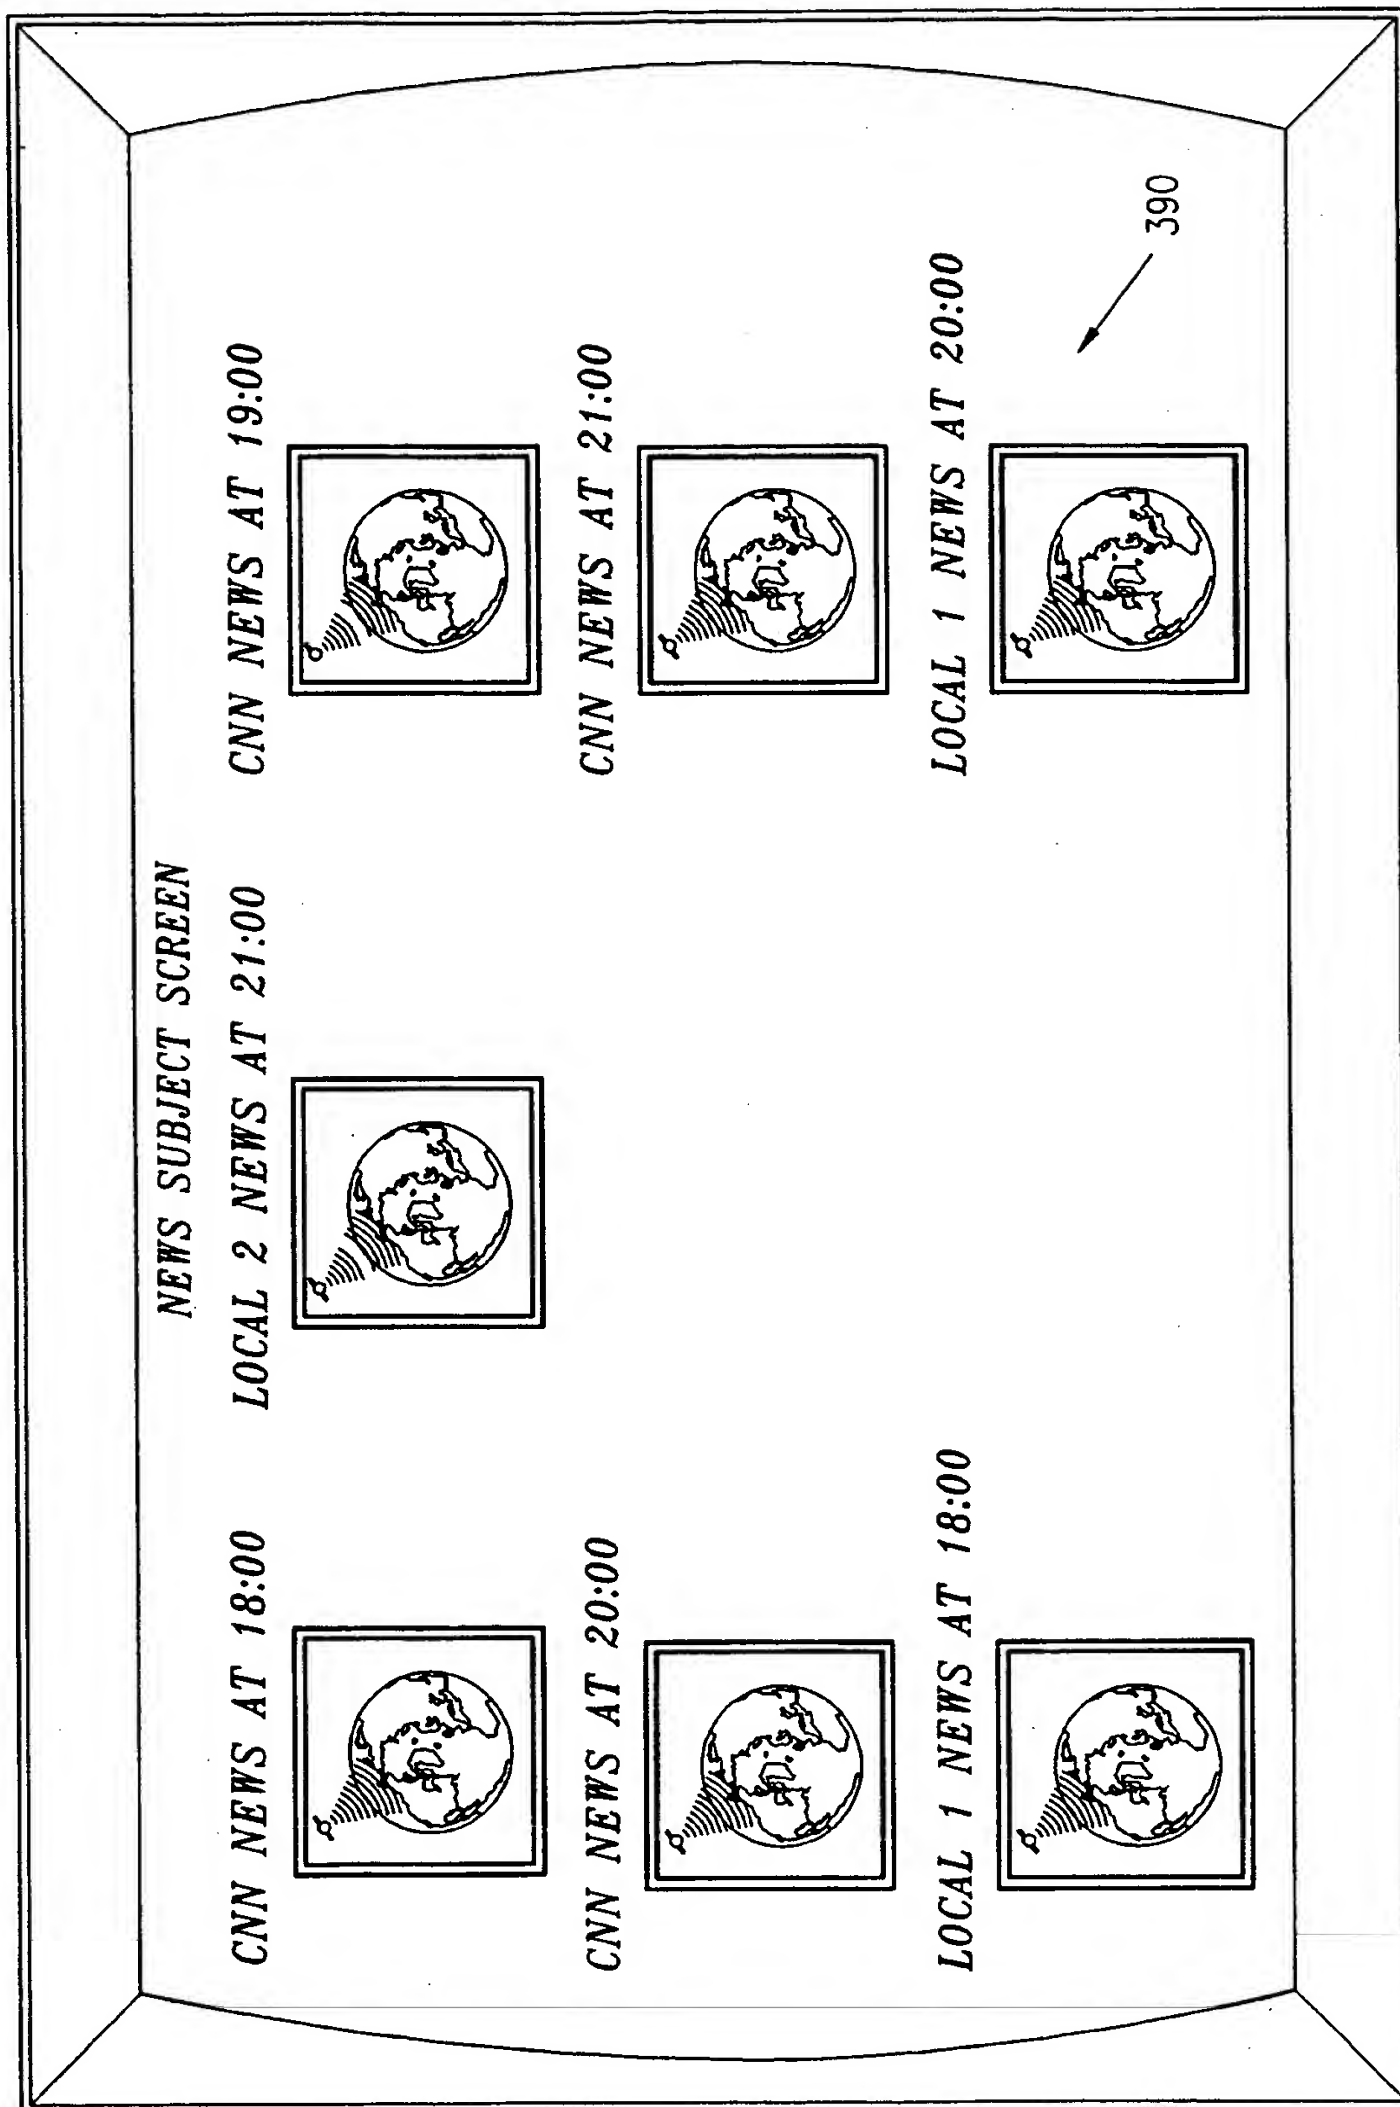 NEWS SUBJECT SCREEN
CNN NEWS AT 18:00
LOCAL 2 NEWS AT 21:00
CNN NEWS AT 19:00
CNN NEWS AT 20:00
CNN NEWS AT 21:00
LOCAL 1 NEWS AT 18:00
LOCAL 1 NEWS AT 20:00
390